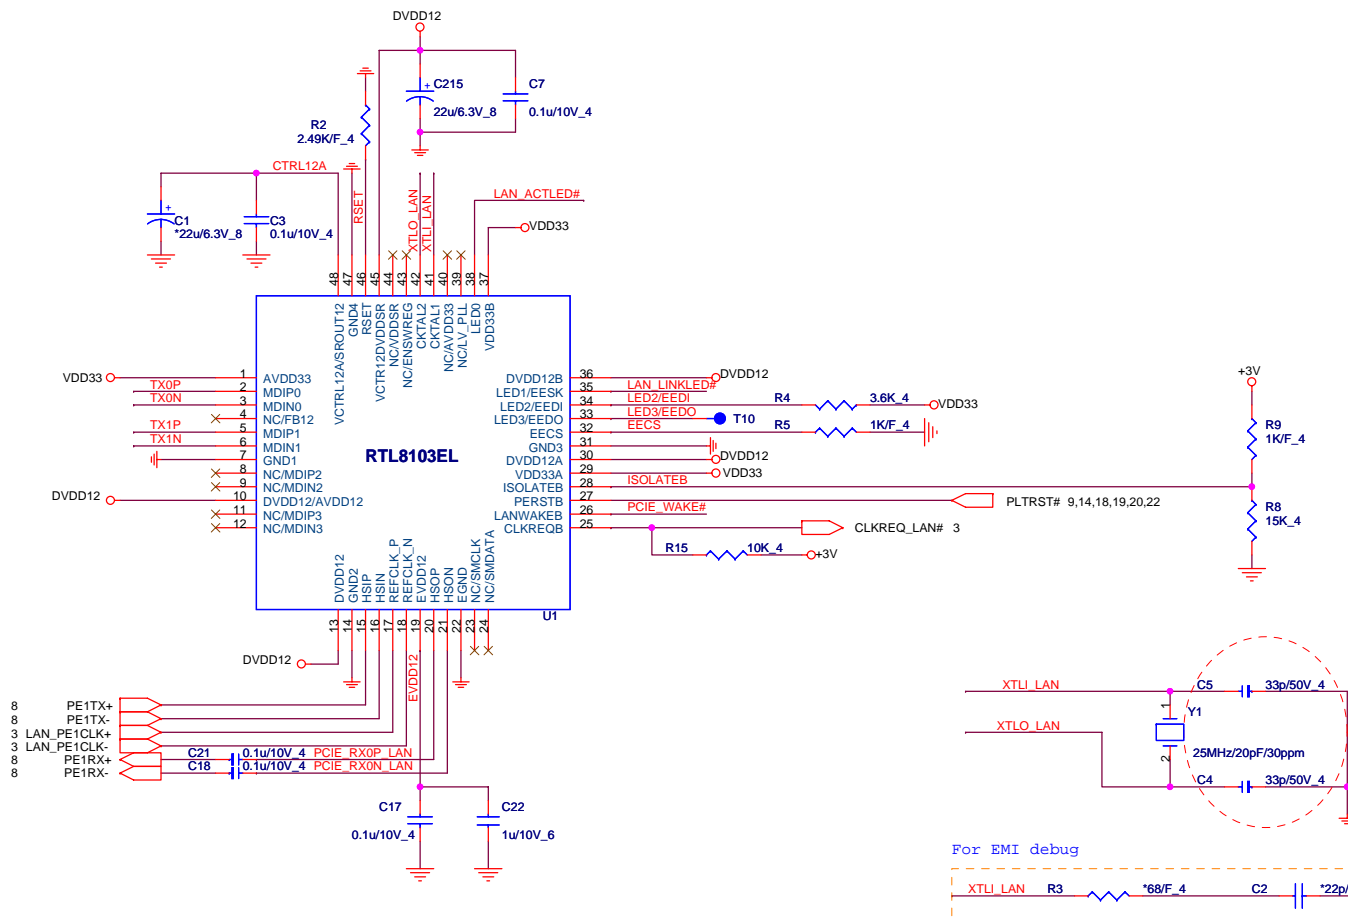 DVDD12
C215
22u/6.3V_8
C7
0.1u/10V_4
R2
2.49K/F_4
CTRL12A
C1
*22u/6.3V_8
C3
0.1u/10V_4
RSET
XTLO_LAN
XTLI_LAN
LAN_ACTLED#
VDD33
48
47
46
45
44
43
42
41
40
39
38
37
VCTRL12A/SROUT12
GND4
RSET
VCTR12DVDDSR
NC/VDDSR
NC/ENSWREG
CKTAL2
CKTAL1
NC/AVDD33
NC/LV_PLL
LED0
VDD33B
VDD33
TX0P
TX0N
TX1P
TX1N
DVDD12
1 AVDD33
2 MDIP0
3 MDIN0
4 NC/FB12
5 MDIP1
6 MDIN1
7 GND1
8 NC/MDIP2
9 NC/MDIN2
10 DVDD12/AVDD12
11 NC/MDIP3
12 NC/MDIN3
RTL8103EL
DVDD12B 36
LED1/EESK 35
LED2/EEDI 34
LED3/EEDO 33
EECS 32
GND3 31
DVDD12A 30
VDD33A 29
ISOLATEB 28
PERSTB 27
LANWAKEB 26
CLKREQB 25
DVDD12
LAN_LINKLED#
LED2/EEDI
R4
3.6K_4
VDD33
LED3/EEDO
T10
EECS
R5
1K/F_4
DVDD12
VDD33
ISOLATEB
PLTRST# 9,14,18,19,20,22
PCIE_WAKE#
CLKREQ_LAN# 3
R15
10K_4
+3V
+3V
R9
1K/F_4
R8
15K_4
DVDD12
GND2
HSIP
HSIN
REFCLK_P
REFCLK_N
EVDD12
HSOP
HSON
EGND
NC/SMCLK
NC/SMDATA
U1
13
14
15
16
17
18
19
20
21
22
23
24
DVDD12
EVDD12
8 PE1TX+
8 PE1TX-
3 LAN_PE1CLK+
3 LAN_PE1CLK-
8 PE1RX+
8 PE1RX-
C21 0.1u/10V_4 PCIE_RX0P_LAN
C18 0.1u/10V_4 PCIE_RX0N_LAN
C17
0.1u/10V_4
C22
1u/10V_6
XTLI_LAN
C5
33p/50V_4
1
Y1
XTLO_LAN
25MHz/20pF/30ppm
2
C4
33p/50V_4
For EMI debug
XTLI_LAN R3 *68/F_4 C2 *22p/